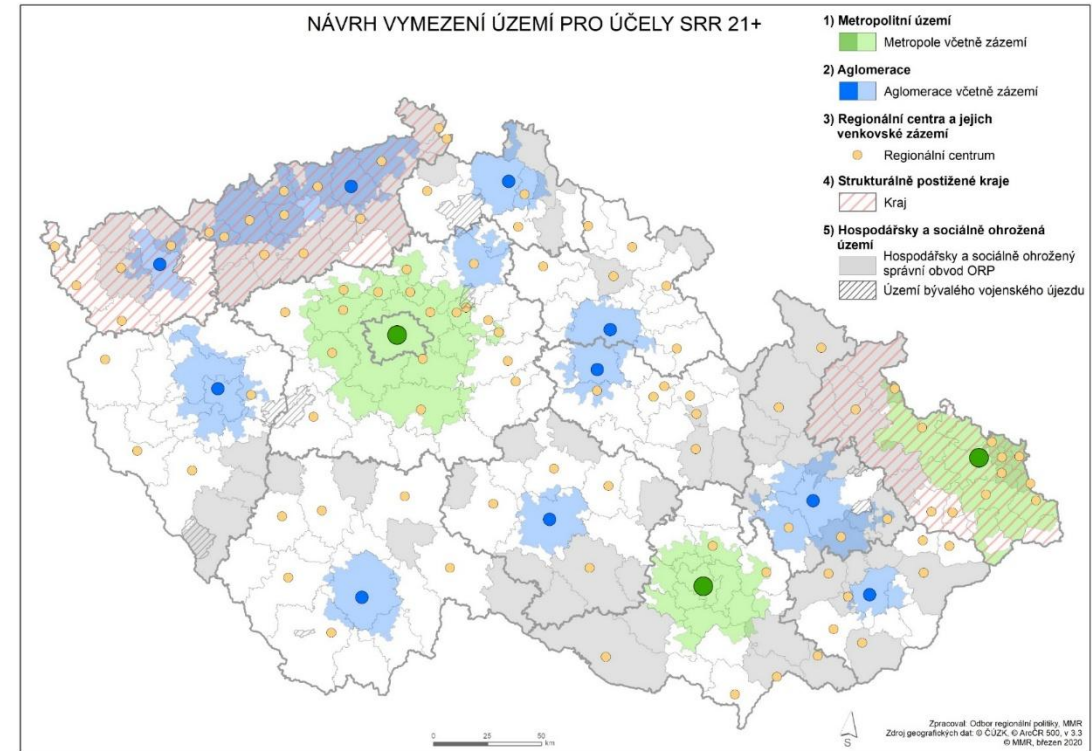 NÁVRH VYMEZENÍ ÚZEMÍ PRO ÚČELY SRR 21+
1) Metropolitní území
Metropole včetně zázemí
2) Aglomerace
Aglomerace včetně zázemí
3) Regionální centra a jejich
venkovské zázemí
Regionální centrum
4) Strukturálně postižené kraje
Kraj
5) Hospodářsky a sociálně ohrožená
území
Hospodářsky a sociálně ohrožený
správní obvod ORP
Území bývalého vojenského újezdu
0 25 50
km
S
Zpracoval: Odbor regionální politiky, MMR
Zdroj geografických dat: © ČÚZK, © ArcČR 500, v 3.3
© MMR, březen 2020